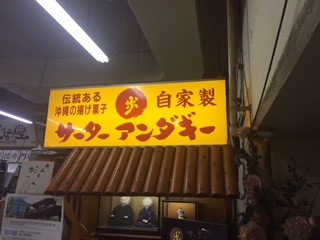 伝統ある
沖縄の揚げ菓子
歩
自家製
サーターアンダギー